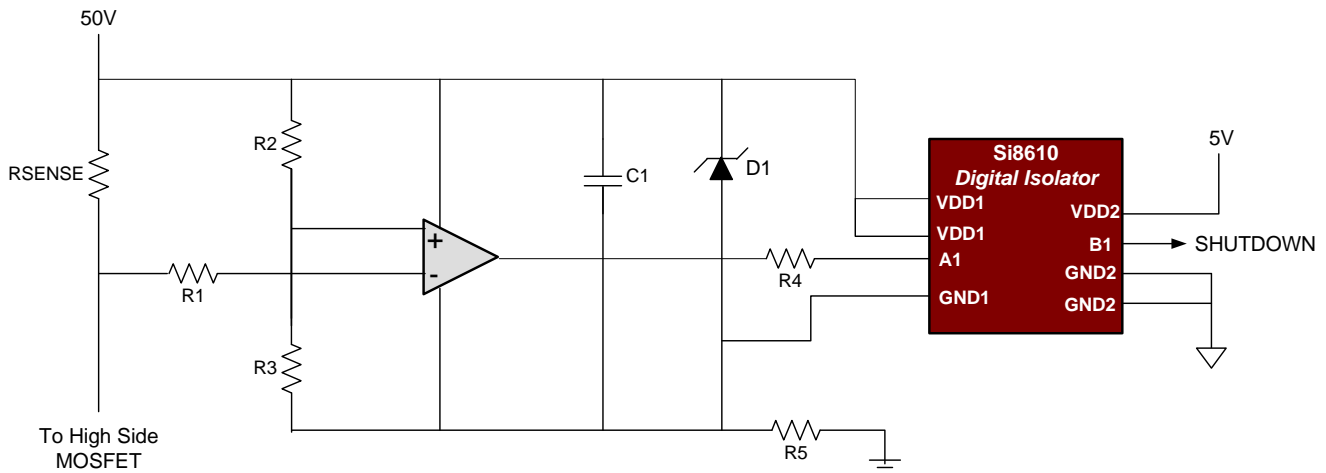 50V
RSENSE
R1
To High Side
MOSFET
R2
R3
+
-
C1
D1
R4
R5
Si8610
Digital Isolator
VDD1
VDD1
A1
GND1
VDD2
B1
GND2
GND2
5V
SHUTDOWN